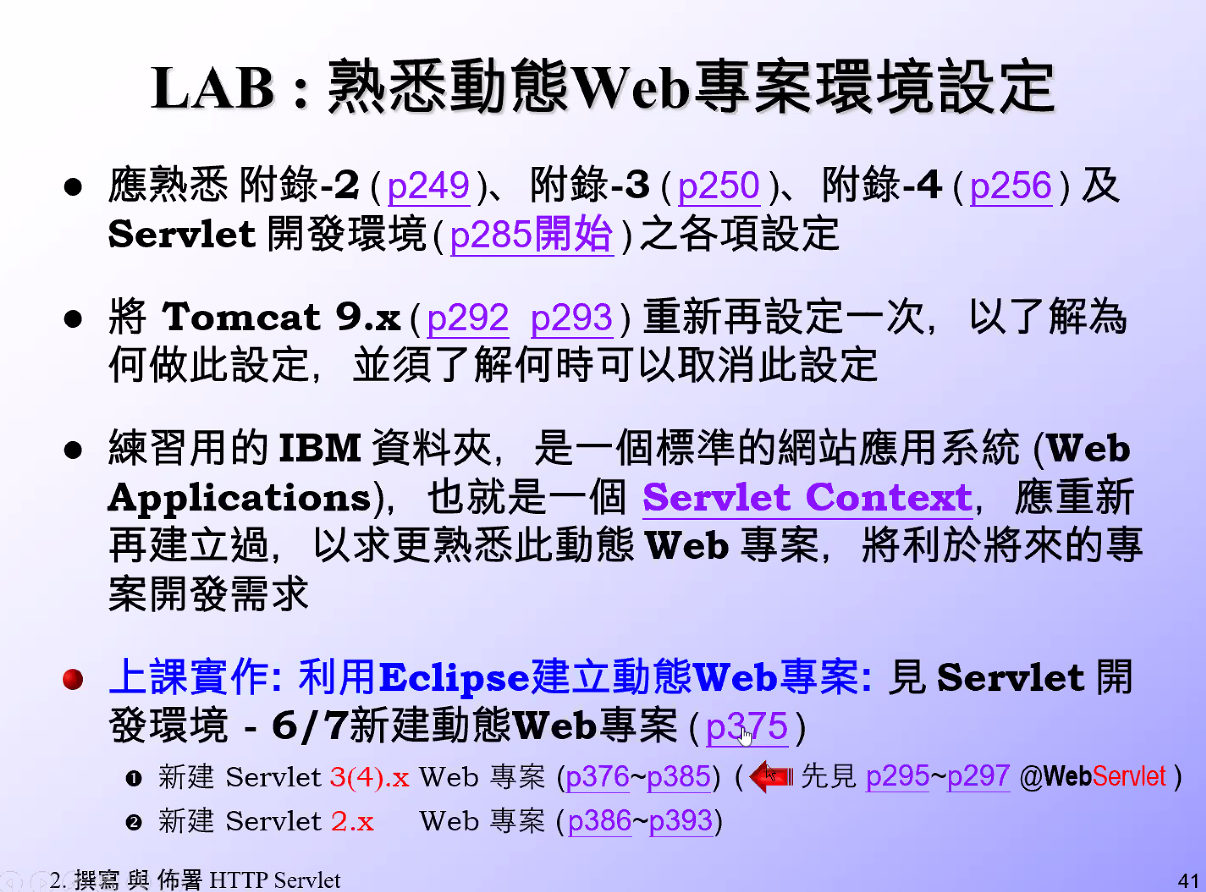 LAB : 熟悉動態Web專案環境設定
● 應熟悉 附錄-2 ( p249 )、附錄-3 ( p250 )、附錄-4 ( p256 ) 及
Servlet 開發環境 ( p285開始 ) 之各項設定
● 將 Tomcat 9.x ( p292 p293 ) 重新再設定一次, 以了解為
何做此設定, 並須了解何時可以取消此設定
● 練習用的 IBM 資料夾, 是一個標準的網站應用系統 (Web
Applications), 也就是一個 Servlet Context, 應重新
再建立過, 以求更熟悉此動態 Web 專案, 將利於將來的專
案開發需求
● 上課實作: 利用Eclipse建立動態Web專案: 見 Servlet 開
發環境 - 6/7新建動態Web專案 ( p375 )
❶ 新建 Servlet 3(4).x Web 專案 (p376~p385) ( 先見 p295~p297 @WebServlet )
❷ 新建 Servlet 2.x Web 專案 ( p386~p393)
2. 撰寫 與 佈署 HTTP Servlet
41